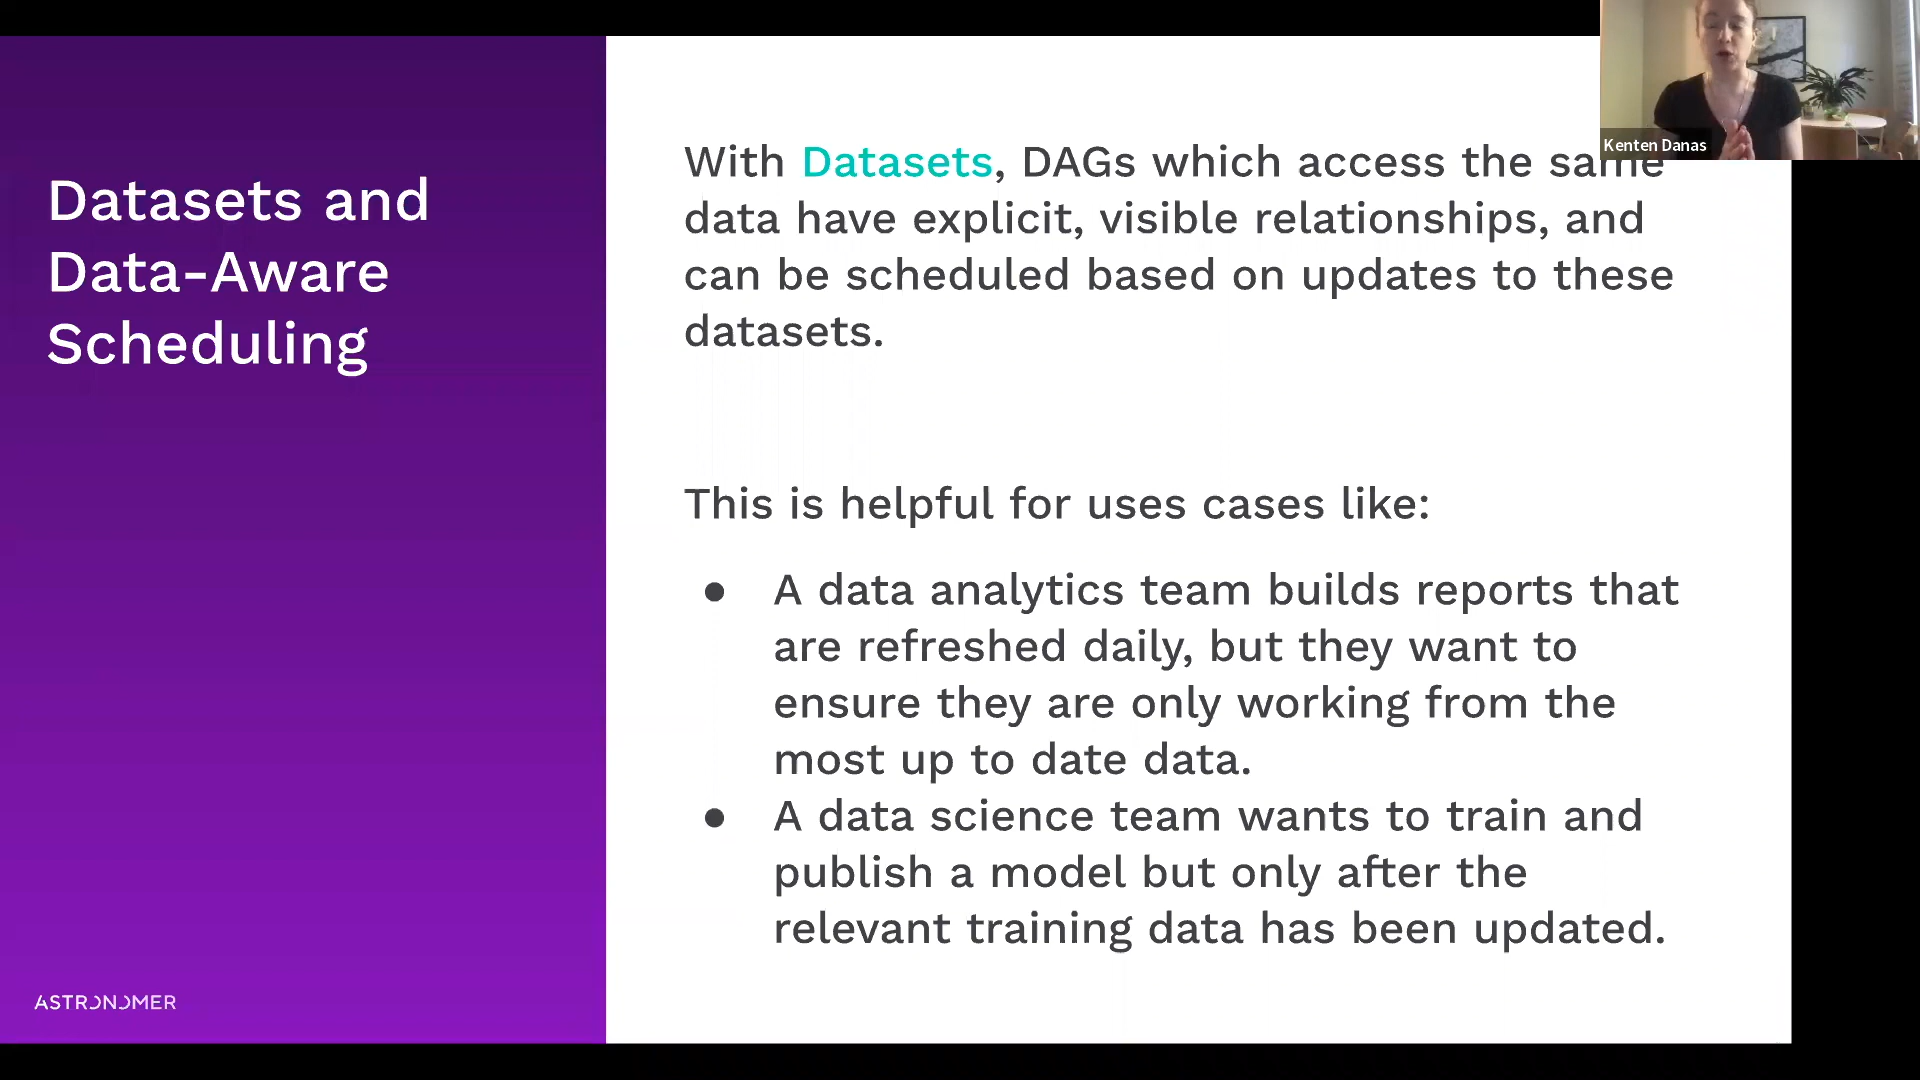 Datasets and
Data-Aware
Scheduling
With Datasets, DAGs which access the same
data have explicit, visible relationships, and
can be scheduled based on updates to these
datasets.
This is helpful for uses cases like:
● A data analytics team builds reports that
are refreshed daily, but they want to
ensure they are only working from the
most up to date data.
● A data science team wants to train and
publish a model but only after the
relevant training data has been updated.
ASTRONOMER
Kenten Danas